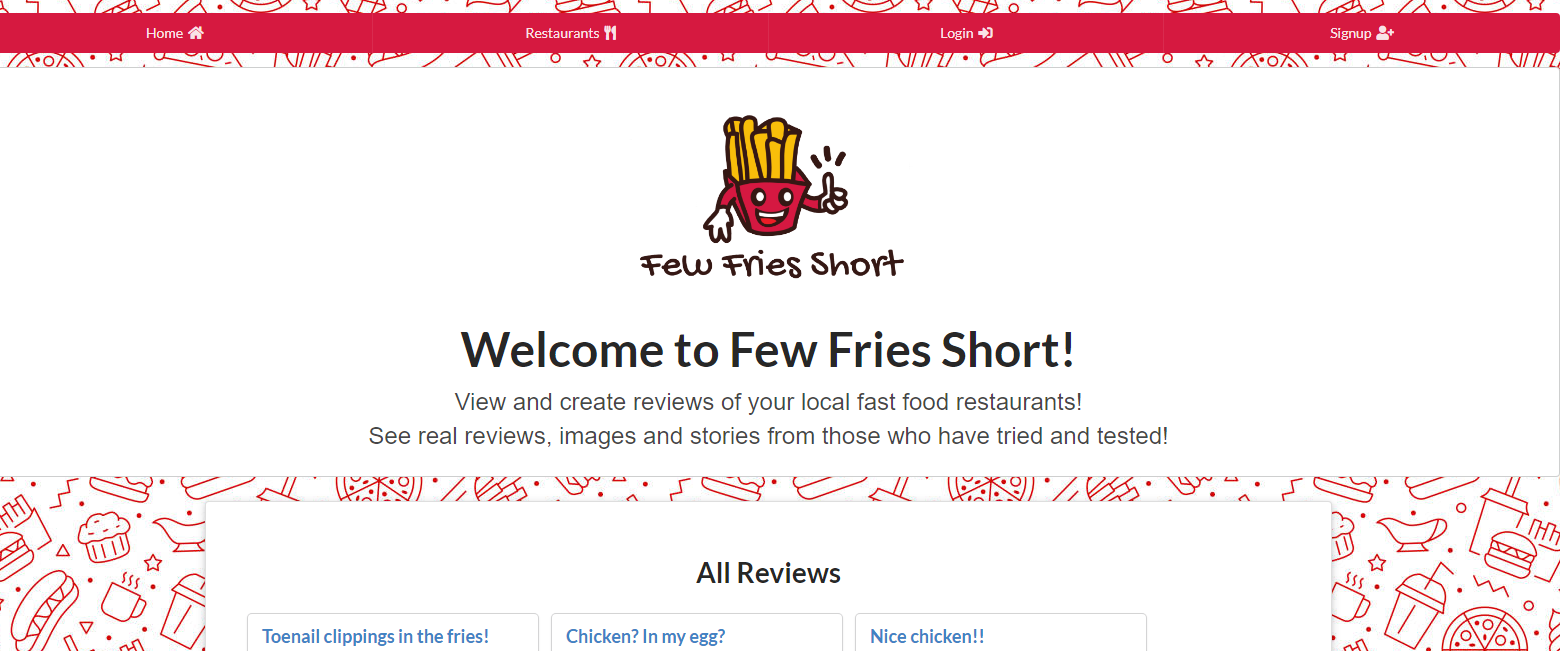 Home
Restaurants
Login
Signup
Few Fries Short
Welcome to Few Fries Short!
View and create reviews of your local fast food restaurants!
See real reviews, images and stories from those who have tried and tested!
All Reviews
Toenail clippings in the fries!
Chicken? In my egg?
Nice chicken!!